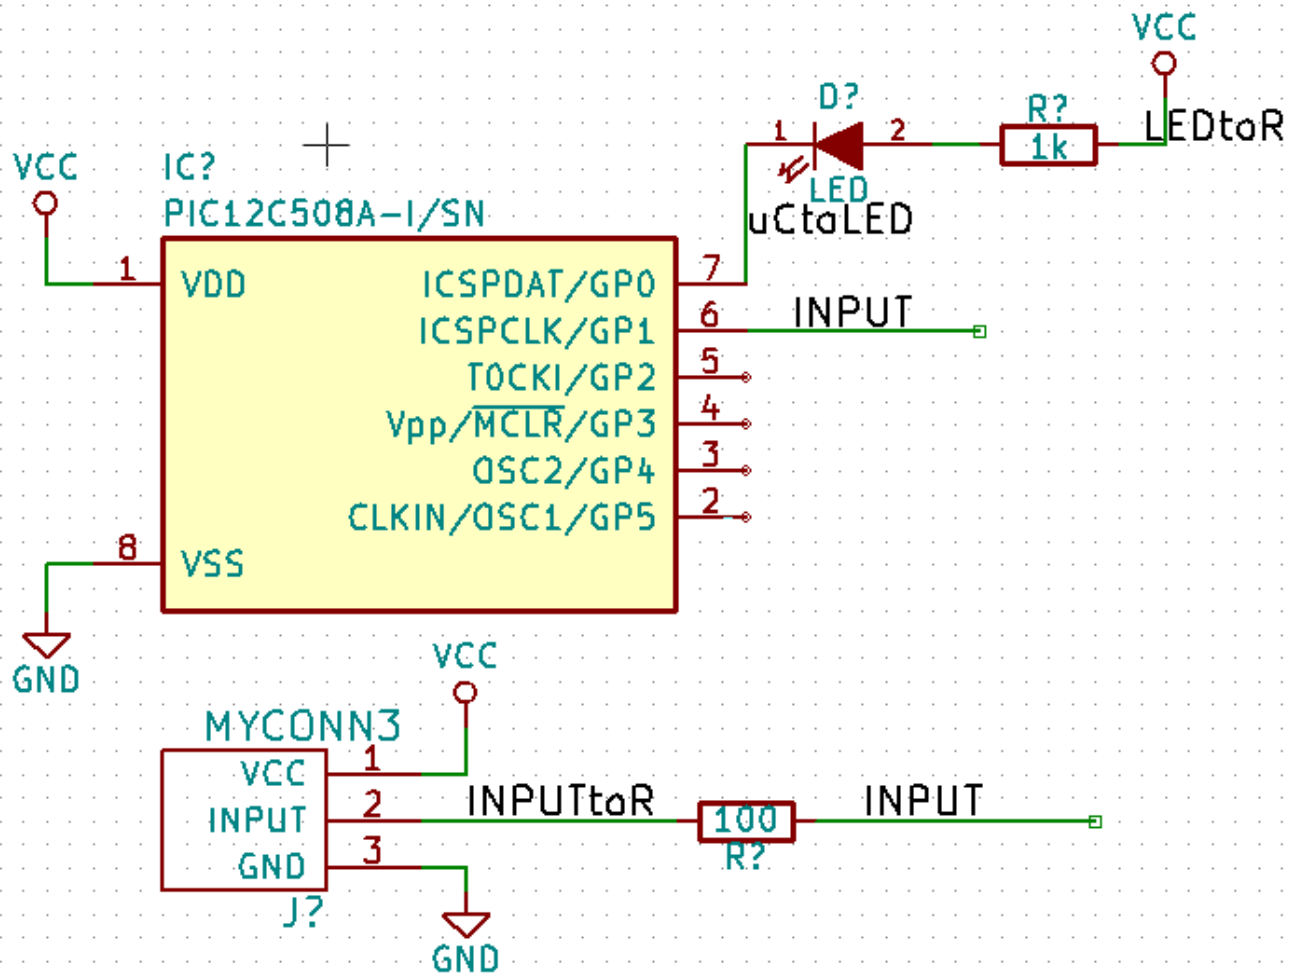 VCC
D?
R?
1
2
LEDtoR
1k
VCC
IC?
LED
PIC12C508A-I/SN
uCtoLED
1
VDD
ICSPDAT/GP0
7
INPUT
ICSPCLK/GP1
6
T0CKI/GP2
5
Vpp/MCLR/GP3
4
OSC2/GP4
3
CLKIN/OSC1/GP5
2
8
VSS
GND
VCC
MYCONN3
VCC
1
INPUT
2
INPUTtoR
100
INPUT
R?
GND
3
J?
GND